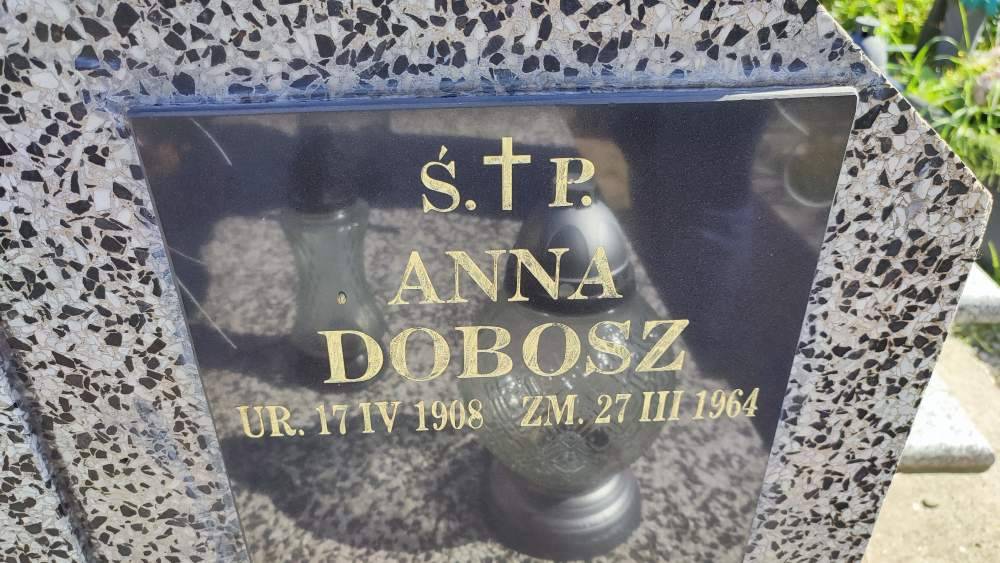 Ś.†P.
ANNA
DOBOSZ
UR. 17 IV 1908 ZM. 27 III 1964